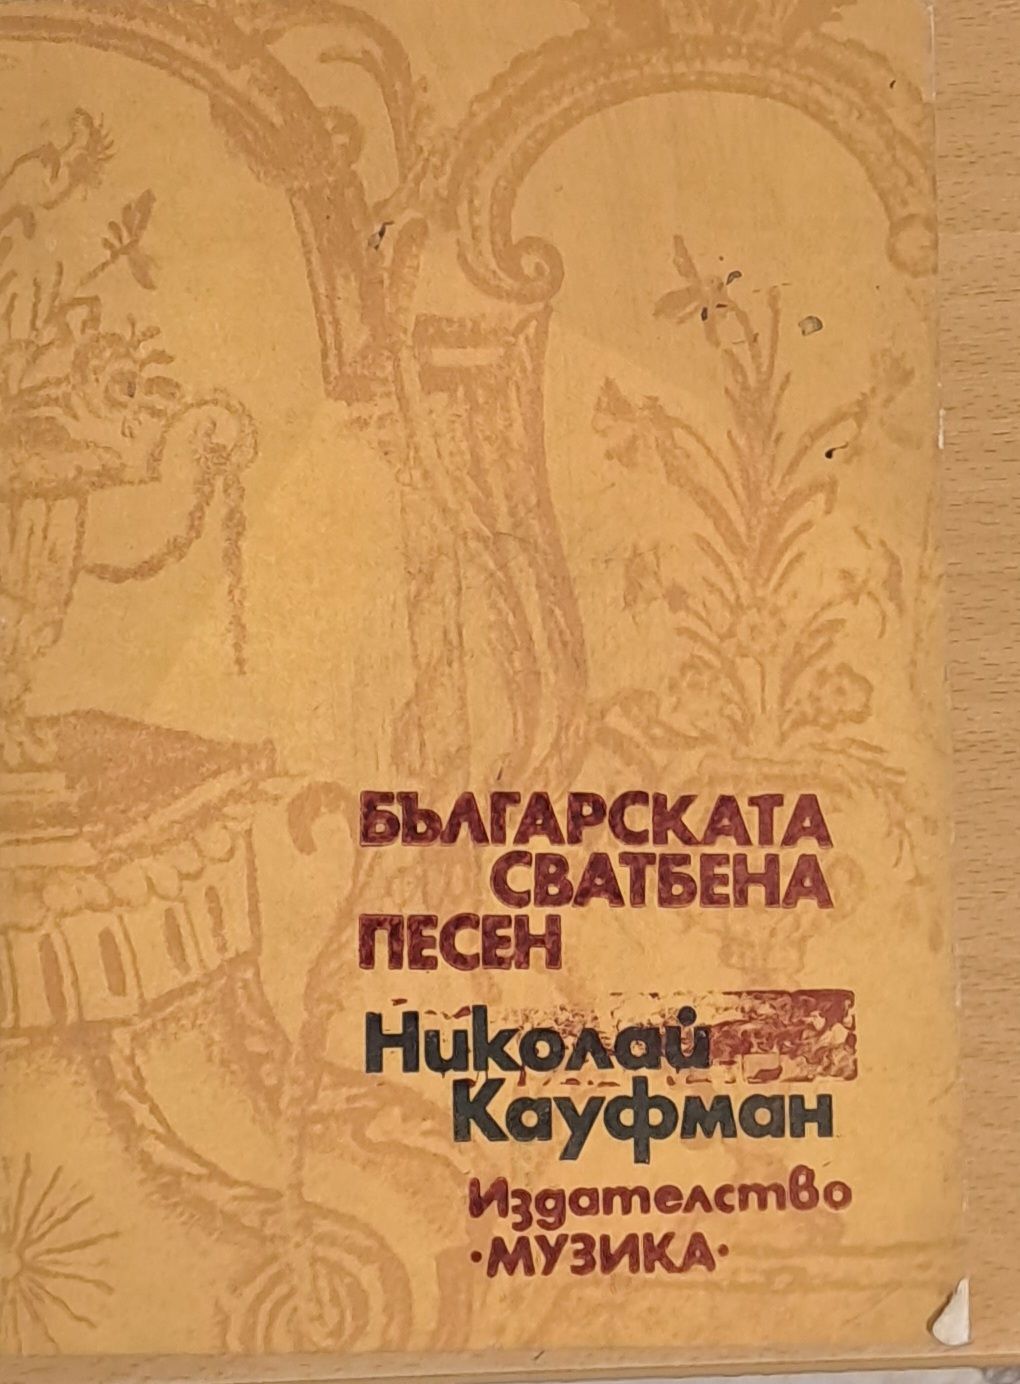 БЪЛГАРСКАТА
СВАТБЕНА
ПЕСЕН
Николай
Кауфман
Издателство
·МУЗИКА·